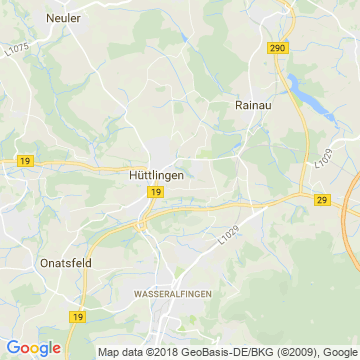 Neuler
L1075
290
Rainau
L1029
19
Hüttlingen
19
29
L1029
Onatsfeld
WASSERALFINGEN
19
Google
Map data ©2018 GeoBasis-DE/BKG (©2009), Google